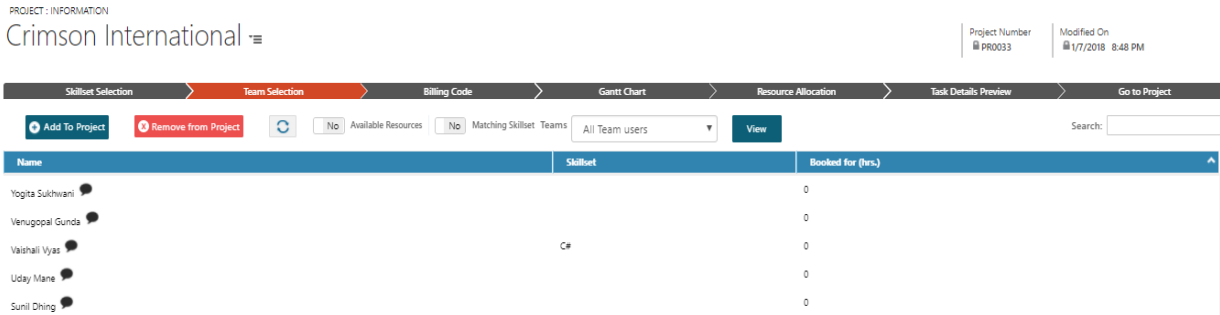 PROJECT : INFORMATION
Crimson International
Project Number Modified On
PR0033 1/7/2018 8:48 PM
Skillset Selection Team Selection Billing Code Gantt Chart Resource Allocation Task Details Preview Go to Project
Add To Project Remove from Project No Available Resources No Matching Skillset Teams All Team users View Search:
Name Skillset Booked for (hrs.)
Yogita Sukhwani 0
Venugopal Gunda 0
Vaishali Vyas C# 0
Uday Mane 0
Sunil Dhing 0